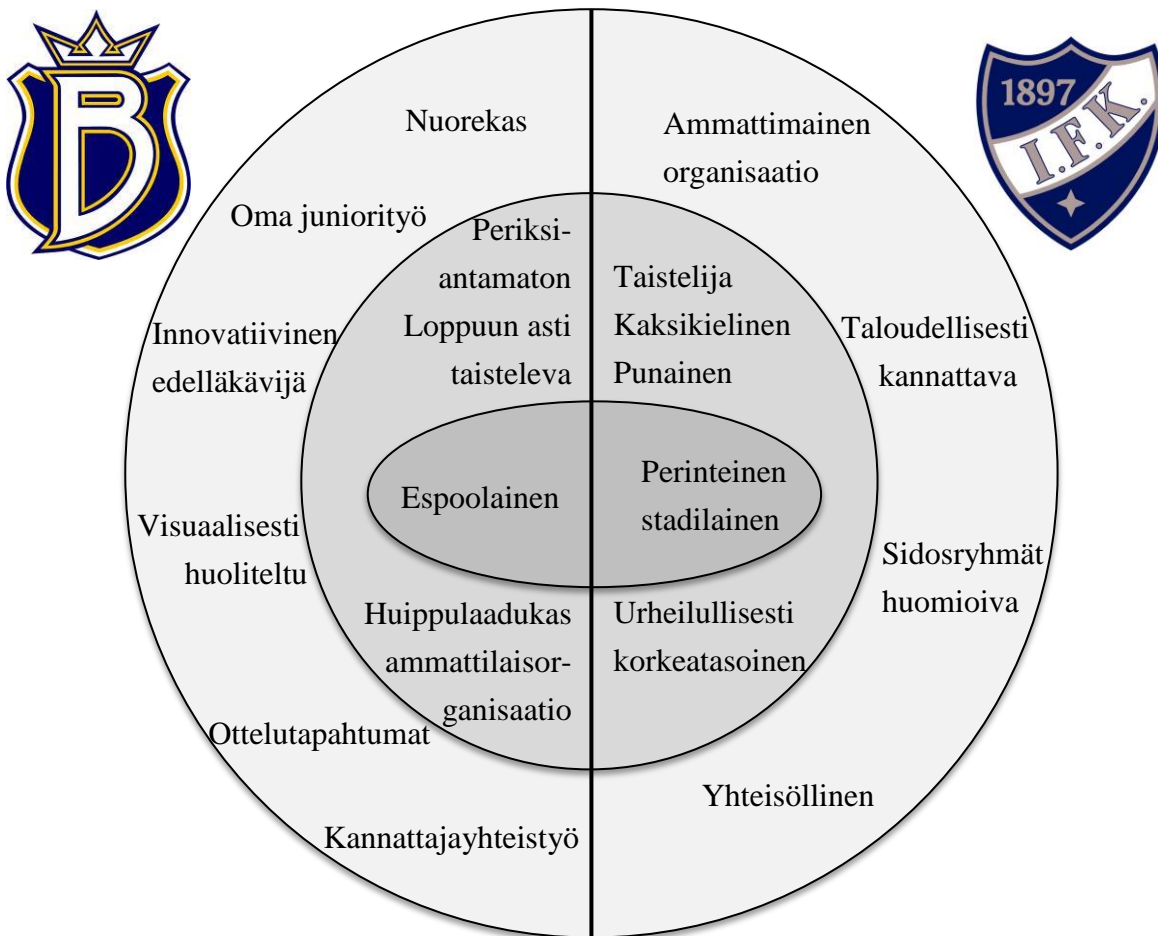 B
1897
I.F.K.
Nuorekas
Oma juniorityö
Innovatiivinen
edelläkävijä
Visuaalisesti
huoliteltu
Ottelutapahtumat
Kannattajayhteistyö
Periksi-
antamaton
Loppuun asti
taisteleva
Espoolainen
Huippulaadukas
ammattilaisor-
ganisaatio
Ammattimainen
organisaatio
Taistelija
Kaksikielinen
Punainen
Taloudellisesti
kannattava
Perinteinen
stadilainen
Sidosryhmät
huomioiva
Urheilullisesti
korkeatasoinen
Yhteisöllinen